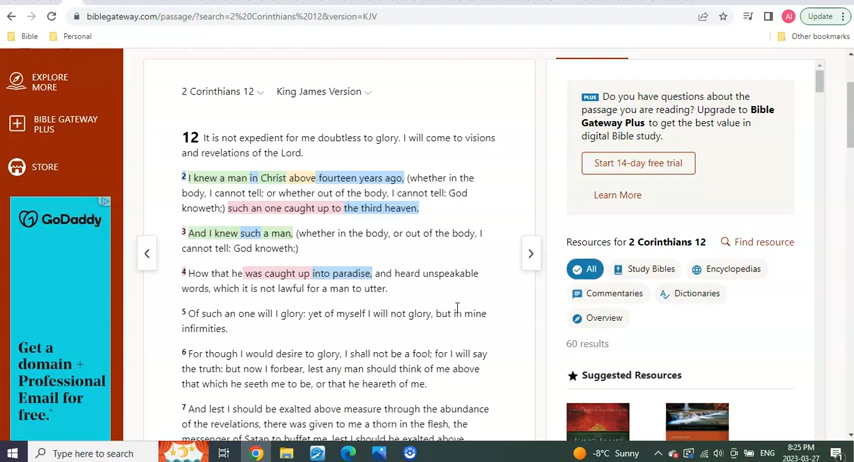 biblegateway.com/passage/?search=2%20Corinthians%2012&version=KJV
AI
Update
Bible
Personal
Other bookmarks
EXPLORE
MORE
BIBLE GATEWAY
PLUS
STORE
GoDaddy
Get a
domain +
Professional
Email for
free.*
2 Corinthians 12
King James Version
12 It is not expedient for me doubtless to glory. I will come to visions
and revelations of the Lord.
2 I knew a man in Christ above fourteen years ago, (whether in the
body, I cannot tell; or whether out of the body, I cannot tell: God
knoweth;) such an one caught up to the third heaven.
3 And I knew such a man, (whether in the body, or out of the body, I
cannot tell: God knoweth;)
4 How that he was caught up into paradise, and heard unspeakable
words, which it is not lawful for a man to utter.
5 Of such an one will I glory: yet of myself I will not glory, but in mine
infirmities.
6 For though I would desire to glory, I shall not be a fool; for I will say
the truth: but now I forbear, lest any man should think of me above
that which he seeth me to be, or that he heareth of me.
7 And lest I should be exalted above measure through the abundance
of the revelations, there was given to me a thorn in the flesh, the
messenger of Satan to buffet me, lest I should be exalted above
PLUS Do you have questions about the
passage you are reading? Upgrade to Bible
Gateway Plus to get the best value in
digital Bible study.
Start 14-day free trial
Learn More
Resources for 2 Corinthians 12
Find resource
All
Study Bibles
Encyclopedias
Commentaries
Dictionaries
Overview
60 results
Suggested Resources
Type here to search
-8°C Sunny
ENG
8:25 PM
2023-03-27